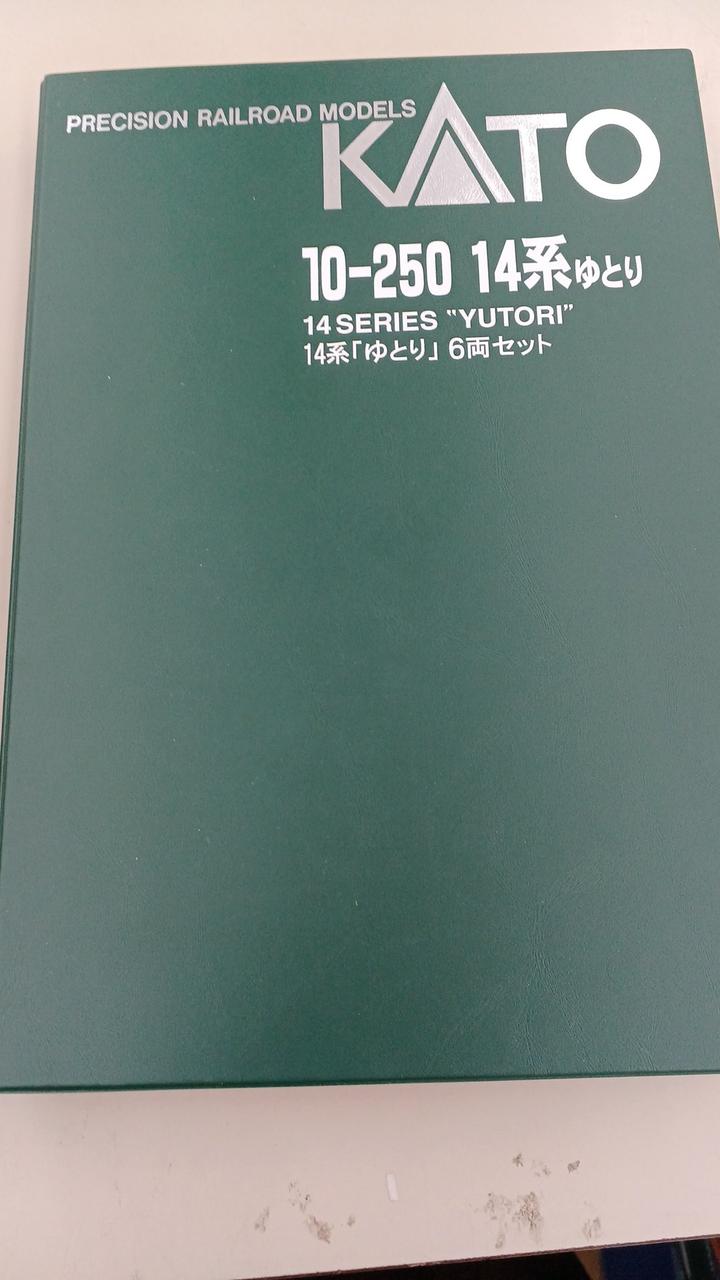 PRECISION RAILROAD MODELS
KATO
10-250 14系ゆとり
14 SERIES “YUTORI”
14系「ゆとり」 6両セット